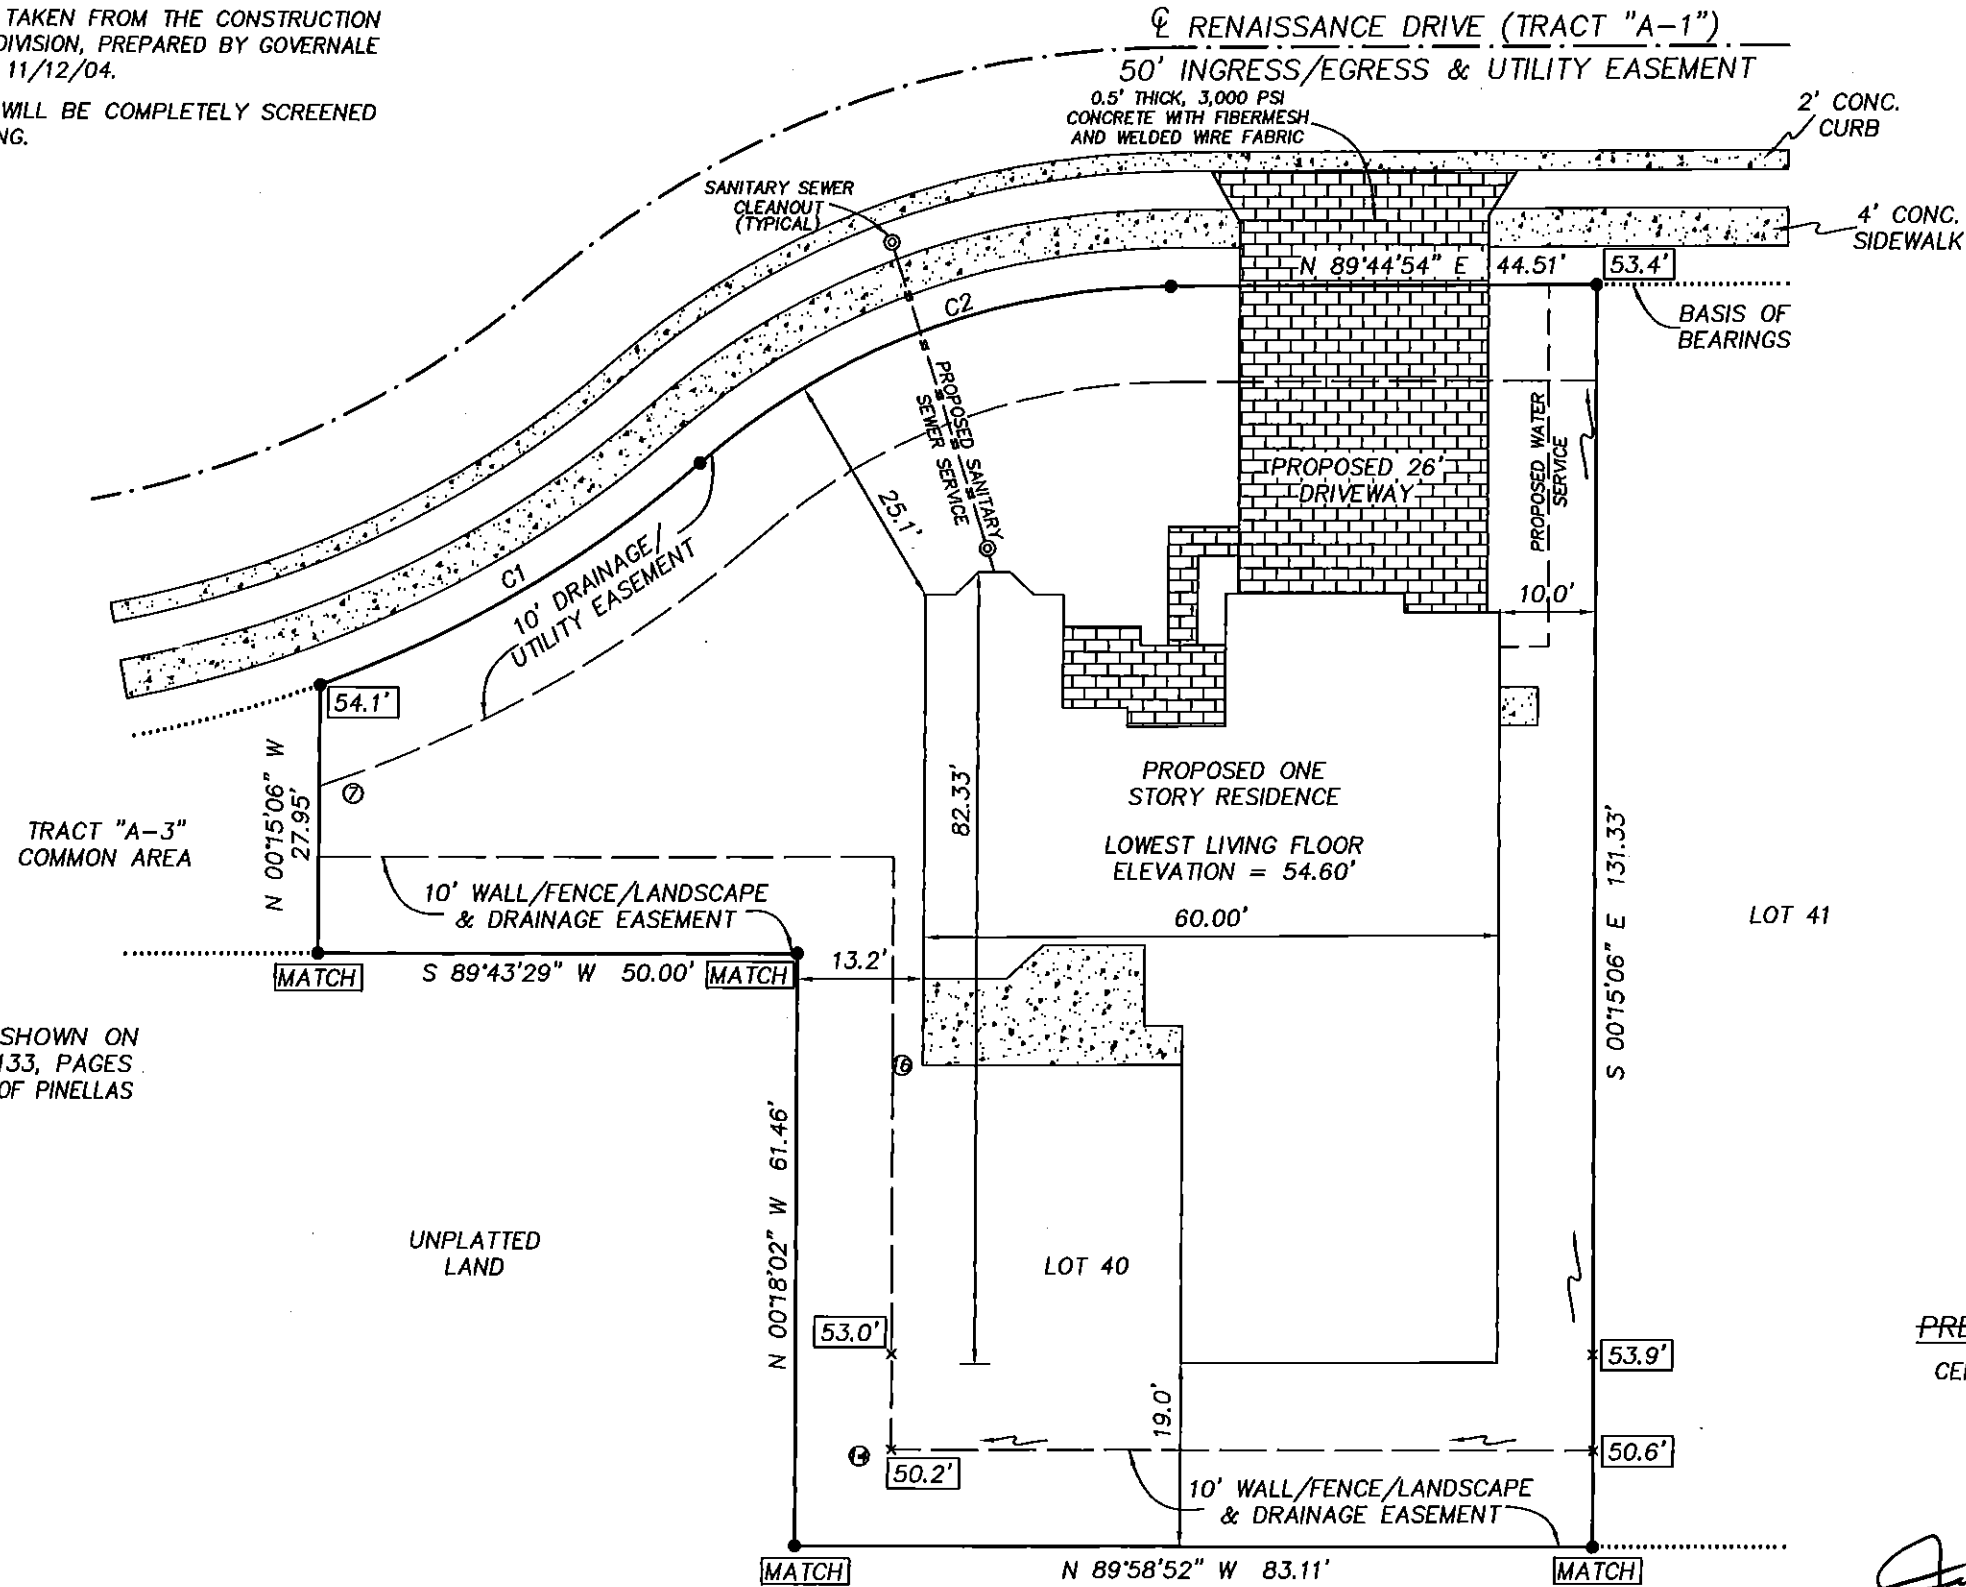 TAKEN FROM THE CONSTRUCTION
DIVISION, PREPARED BY GOVERNALE
11/12/04.
WILL BE COMPLETELY SCREENED
NG.
℄ RENAISSANCE DRIVE (TRACT "A-1")
50' INGRESS/EGRESS & UTILITY EASEMENT
0.5' THICK, 3,000 PSI
CONCRETE WITH FIBERMESH
AND WELDED WIRE FABRIC
2' CONC.
CURB
SANITARY SEWER
CLEANOUT
(TYPICAL)
4' CONC.
SIDEWALK
N 89°44'54" E 44.51'
53.4'
BASIS OF
BEARINGS
C2
PROPOSED SANITARY
SEWER SERVICE
25.1'
PROPOSED 26'
DRIVEWAY
PROPOSED WATER
SERVICE
C1
10' DRAINAGE/
UTILITY EASEMENT
10.0'
54.1'
N 00°15'06" W
27.95'
7
TRACT "A-3"
COMMON AREA
82.33'
PROPOSED ONE
STORY RESIDENCE
LOWEST LIVING FLOOR
ELEVATION = 54.60'
S 00°15'06" E 131.33'
10' WALL/FENCE/LANDSCAPE
& DRAINAGE EASEMENT
60.00'
LOT 41
MATCH
S 89°43'29" W 50.00'
MATCH
13.2'
SHOWN ON
133, PAGES
OF PINELLAS
16
N 00°18'02" W 61.46'
UNPLATTED
LAND
LOT 40
53.0'
53.9'
PRE
CE
19.0'
14
50.2'
50.6'
10' WALL/FENCE/LANDSCAPE
& DRAINAGE EASEMENT
MATCH
N 89°58'52" W 83.11'
MATCH